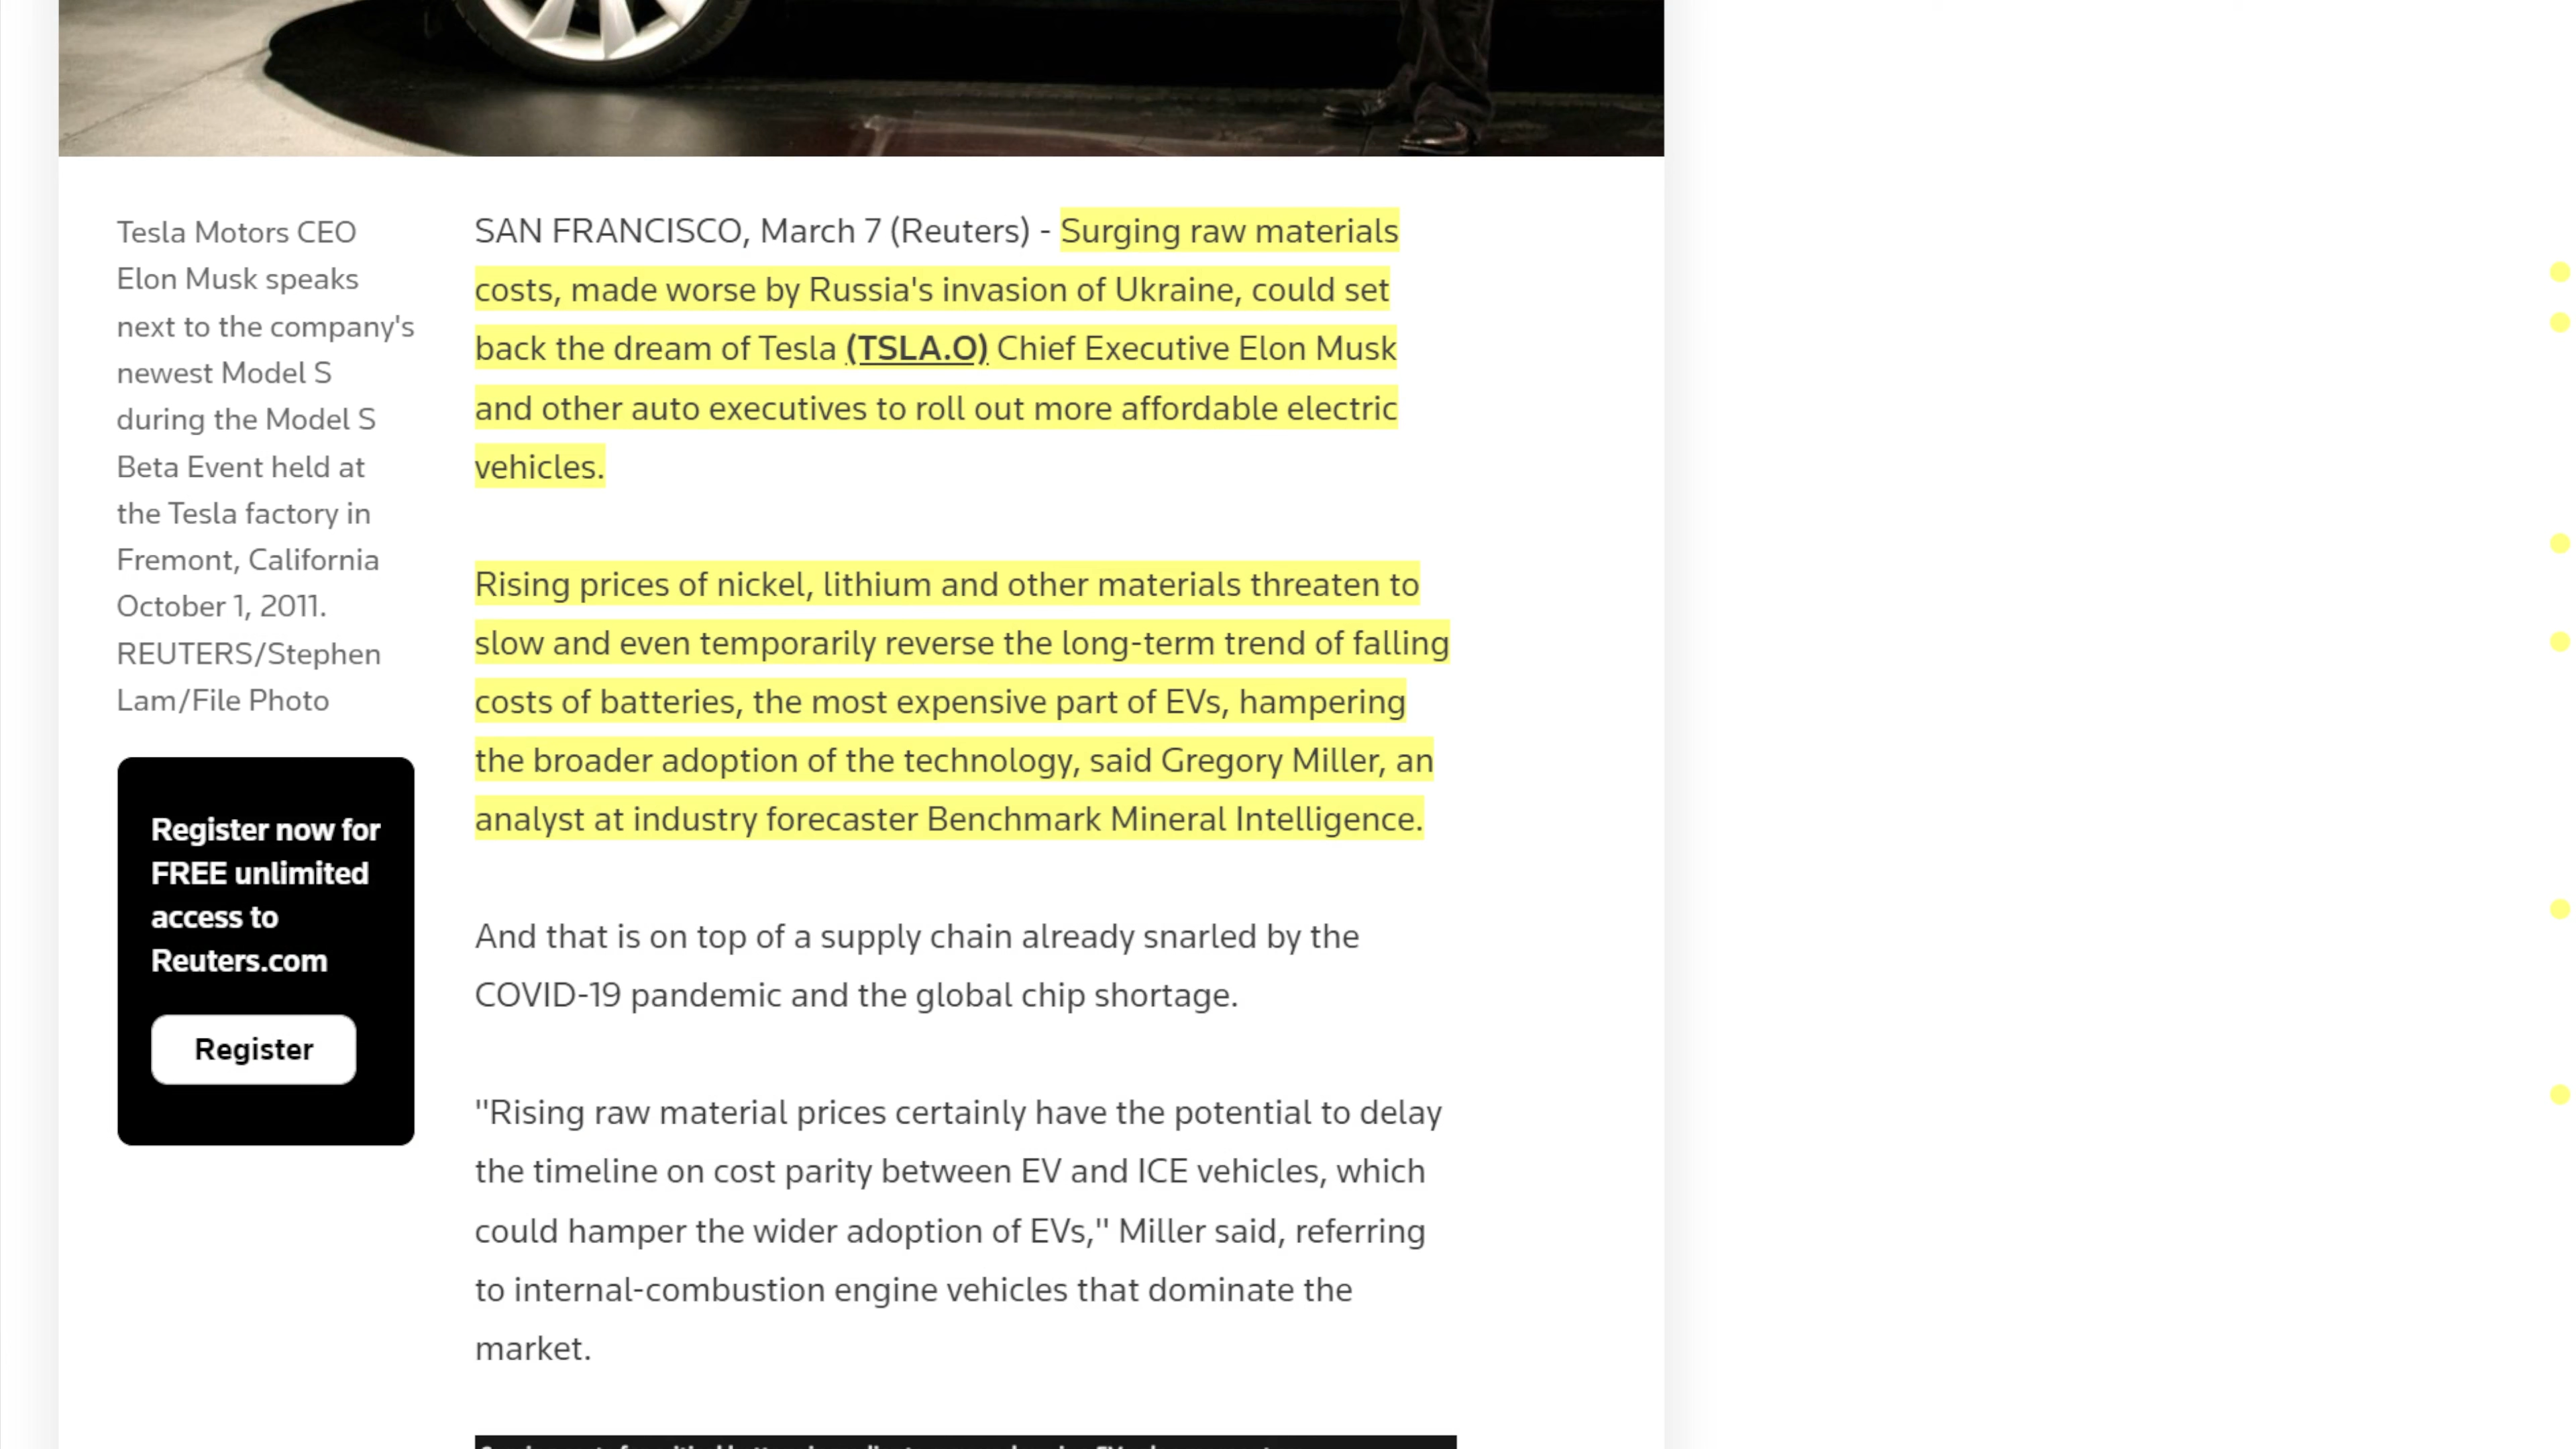 Tesla Motors CEO
Elon Musk speaks
next to the company's
newest Model S
during the Model S
Beta Event held at
the Tesla factory in
Fremont, California
October 1, 2011.
REUTERS/Stephen
Lam/File Photo
Register now for
FREE unlimited
access to
Reuters.com
Register
SAN FRANCISCO, March 7 (Reuters) - Surging raw materials
costs, made worse by Russia's invasion of Ukraine, could set
back the dream of Tesla (TSLA.O) Chief Executive Elon Musk
and other auto executives to roll out more affordable electric
vehicles.
Rising prices of nickel, lithium and other materials threaten to
slow and even temporarily reverse the long-term trend of falling
costs of batteries, the most expensive part of EVs, hampering
the broader adoption of the technology, said Gregory Miller, an
analyst at industry forecaster Benchmark Mineral Intelligence.
And that is on top of a supply chain already snarled by the
COVID-19 pandemic and the global chip shortage.
"Rising raw material prices certainly have the potential to delay
the timeline on cost parity between EV and ICE vehicles, which
could hamper the wider adoption of EVs," Miller said, referring
to internal-combustion engine vehicles that dominate the
market.